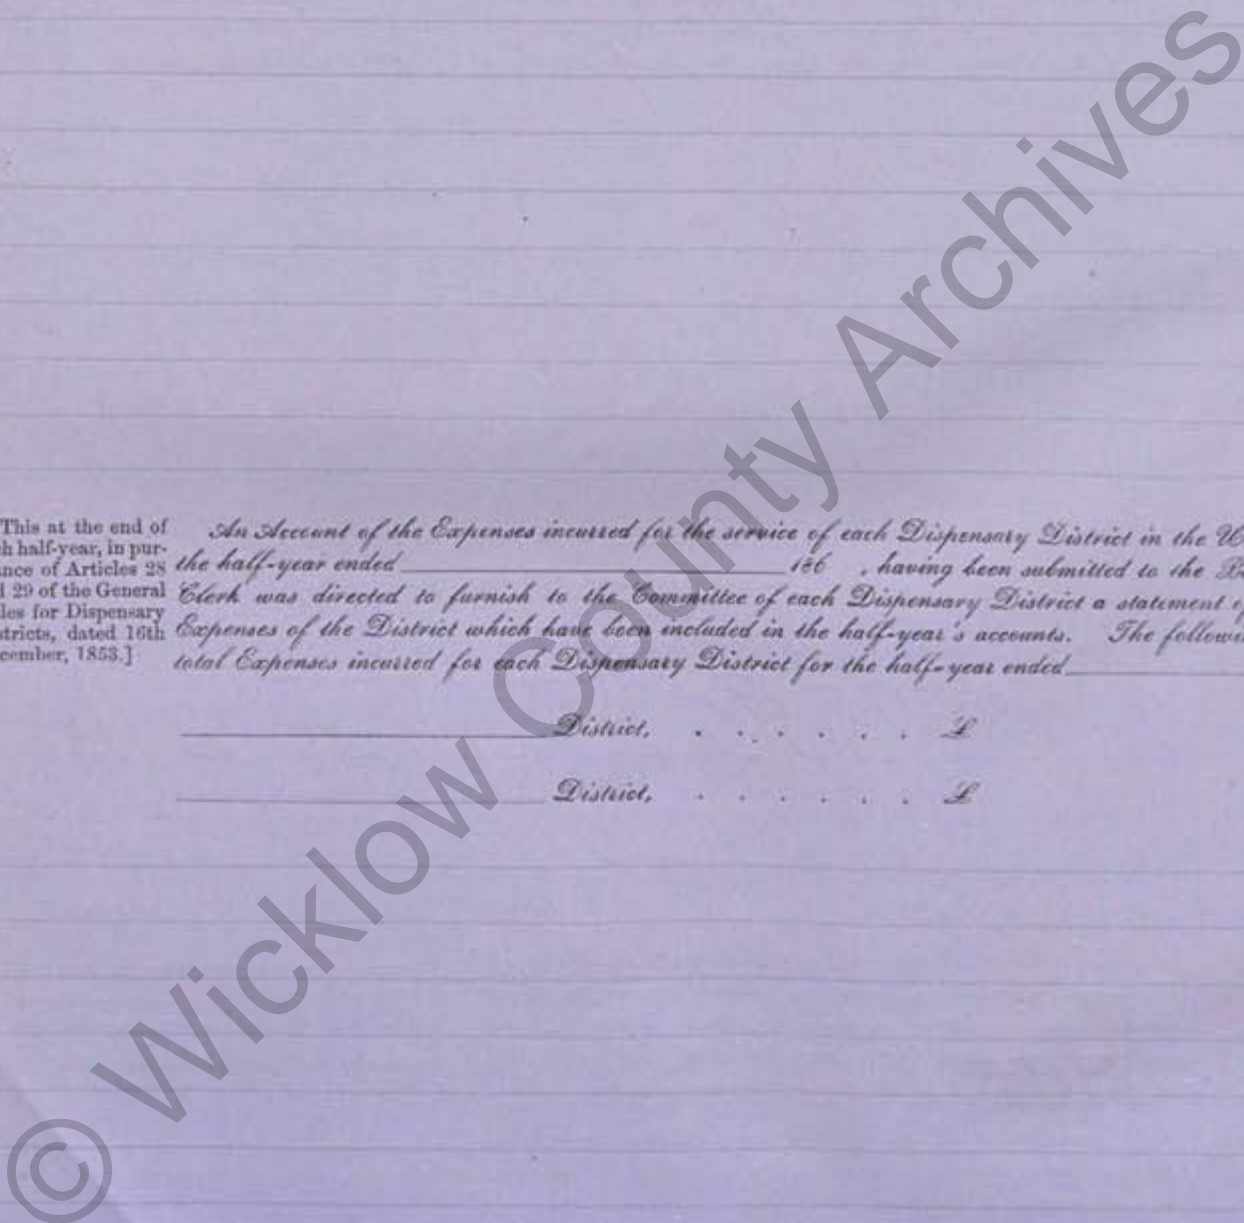 This at the end of
h half-year, in pur-
nce of Articles 28
l 29 of the General
les for Dispensary
stricts, dated 16th
cember, 1853.]
An Account of the Expenses incurred for the service of each Dispensary District in the U
the half-year ended 186 , having been submitted to the B
Clerk was directed to furnish to the Committee of each Dispensary District a statement
Expenses of the District which have been included in the half-year's accounts. The followi
total Expenses incurred for each Dispensary District for the half-year ended
District, . . . . . . £
District, . . . . . . £
© Wicklow County Archives